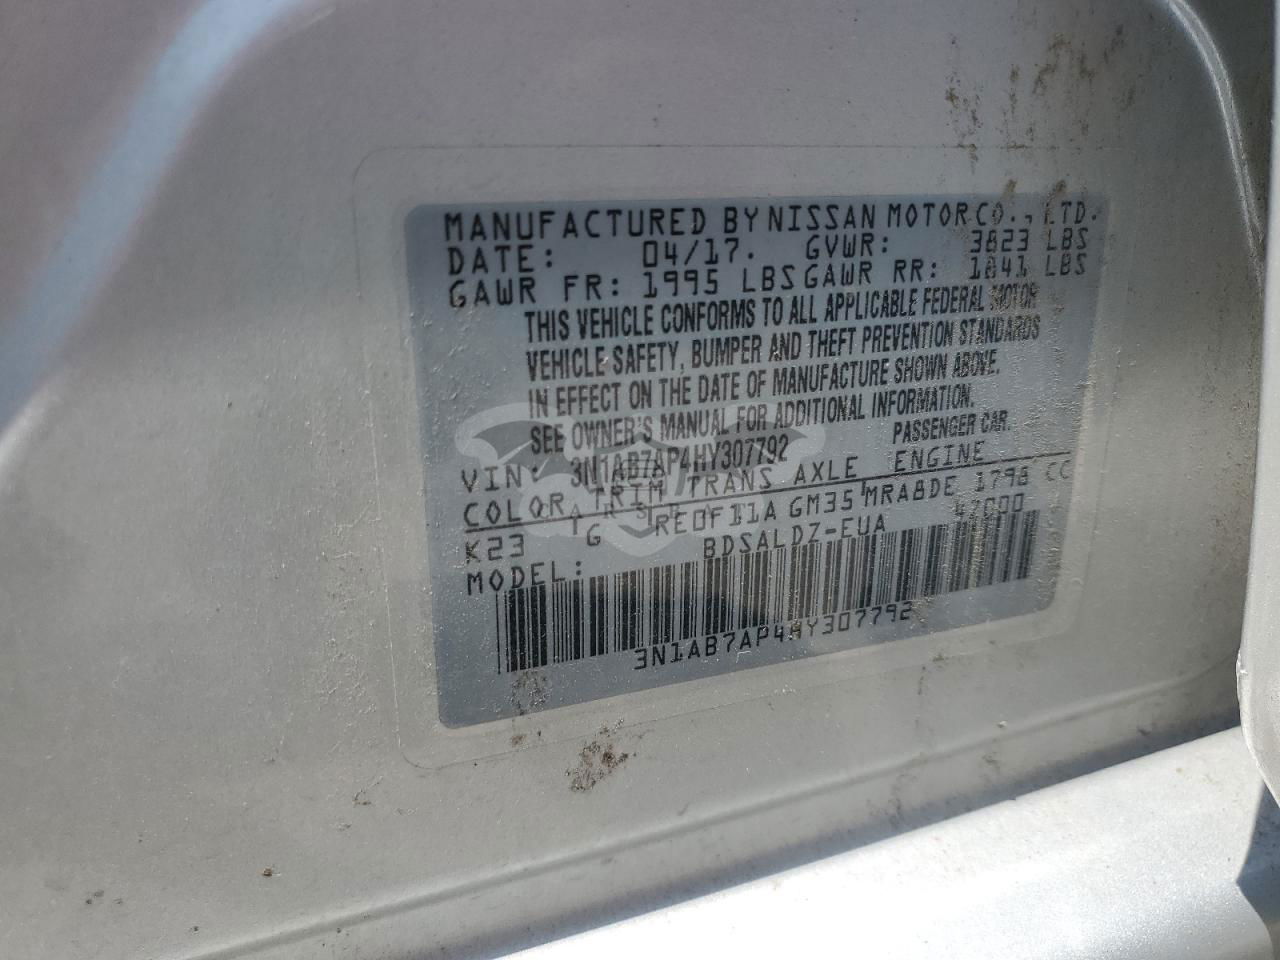 MANUFACTURED BY NISSAN MOTOR CO., LTD.
DATE: 04/17. GVWR: 3823 LBS
GAWR FR: 1995 LBS GAWR RR: 1841 LBS
THIS VEHICLE CONFORMS TO ALL APPLICABLE FEDERAL MOTOR
VEHICLE SAFETY, BUMPER AND THEFT PREVENTION STANDARDS
IN EFFECT ON THE DATE OF MANUFACTURE SHOWN ABOVE.
SEE OWNER'S MANUAL FOR ADDITIONAL INFORMATION.
VIN: 3N1AB7AP4HY307792 PASSENGER CAR.
COLOR TRIM TRANS AXLE ENGINE
K23 G RE0F11A GM35 MRA8DE 1798 CC
MODEL: BDSALDZ-EUA
3N1AB7AP4HY307792